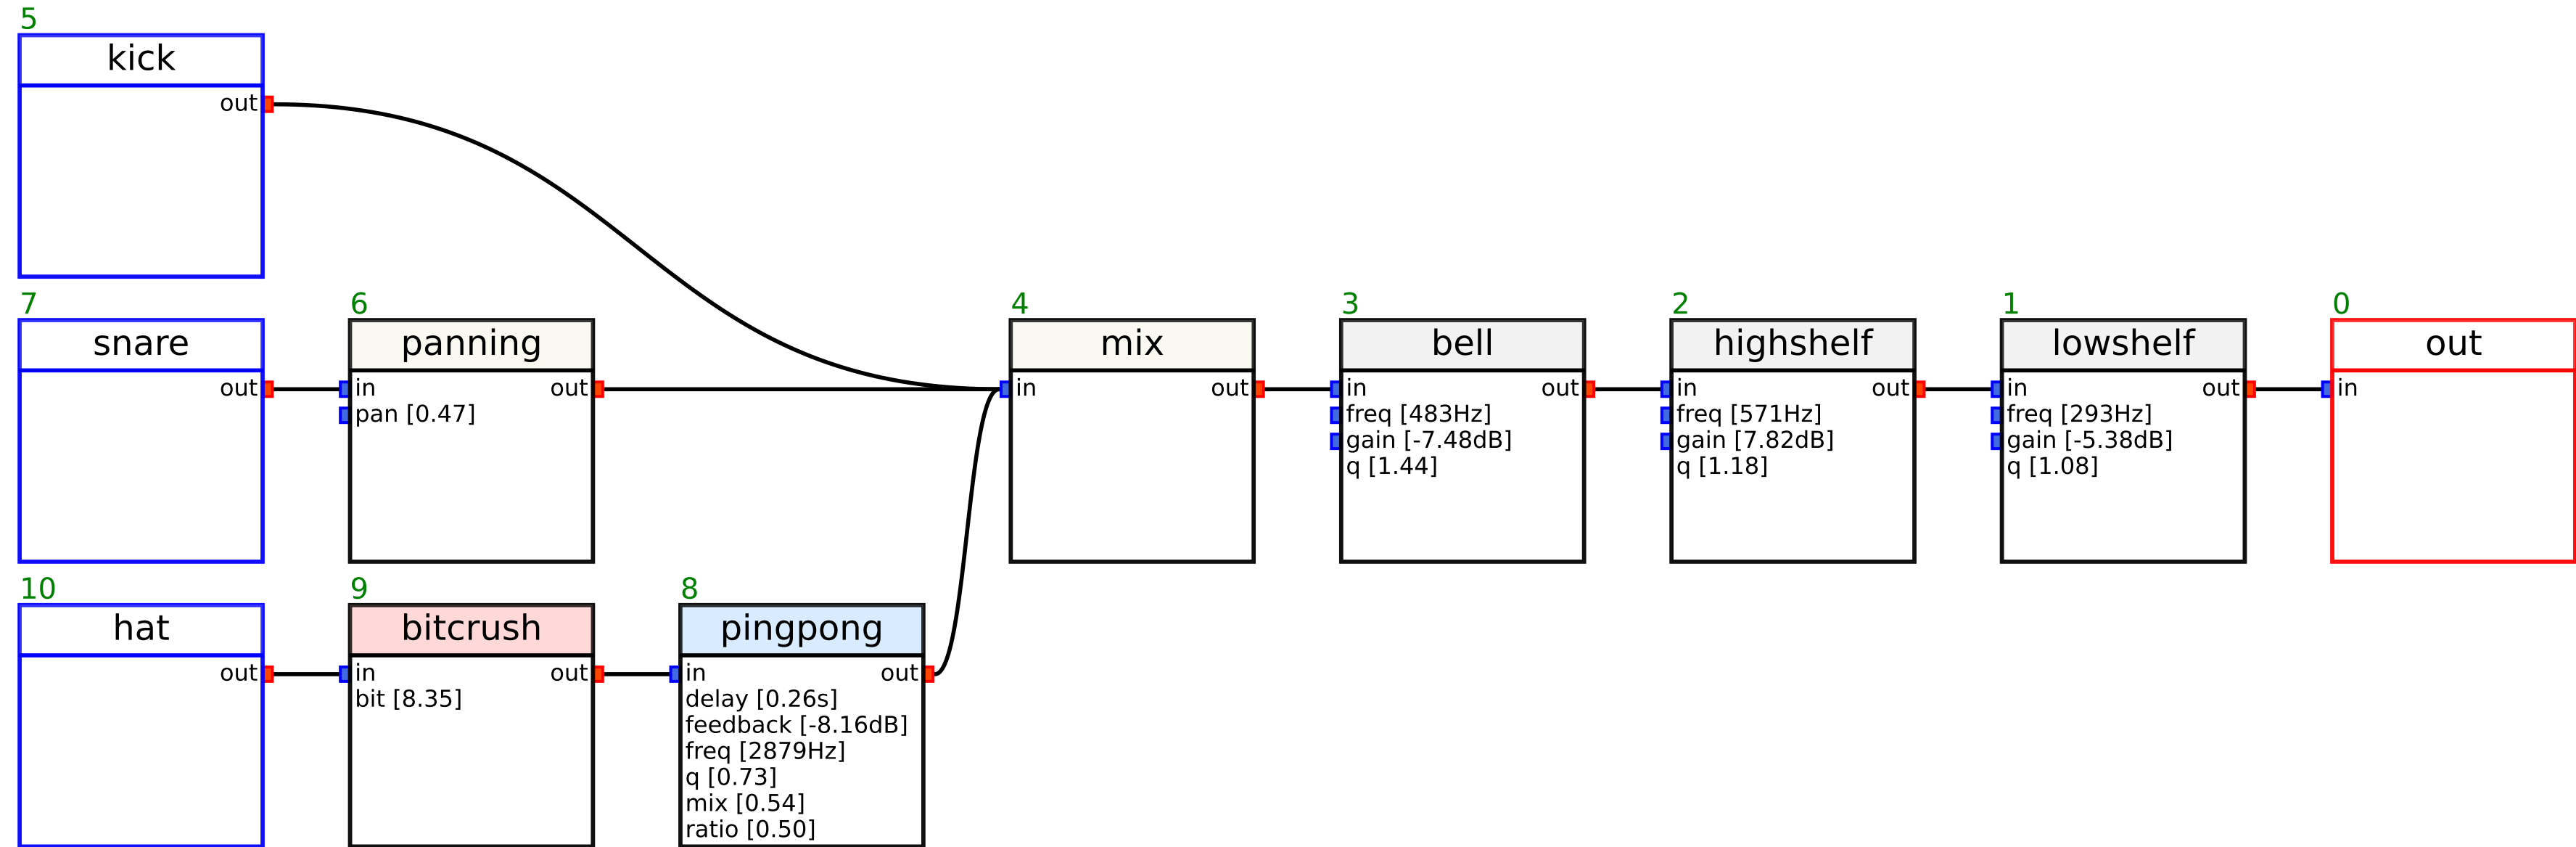 5
kick
out
7
snare
out
6
panning
in out
pan [0.47]
10
hat
out
9
bitcrush
in out
bit [8.35]
8
pingpong
in out
delay [0.26s]
feedback [-8.16dB]
freq [2879Hz]
q [0.73]
mix [0.54]
ratio [0.50]
4
mix
in out
3
bell
in out
freq [483Hz]
gain [-7.48dB]
q [1.44]
2
highshelf
in out
freq [571Hz]
gain [7.82dB]
q [1.18]
1
lowshelf
in out
freq [293Hz]
gain [-5.38dB]
q [1.08]
0
out
in